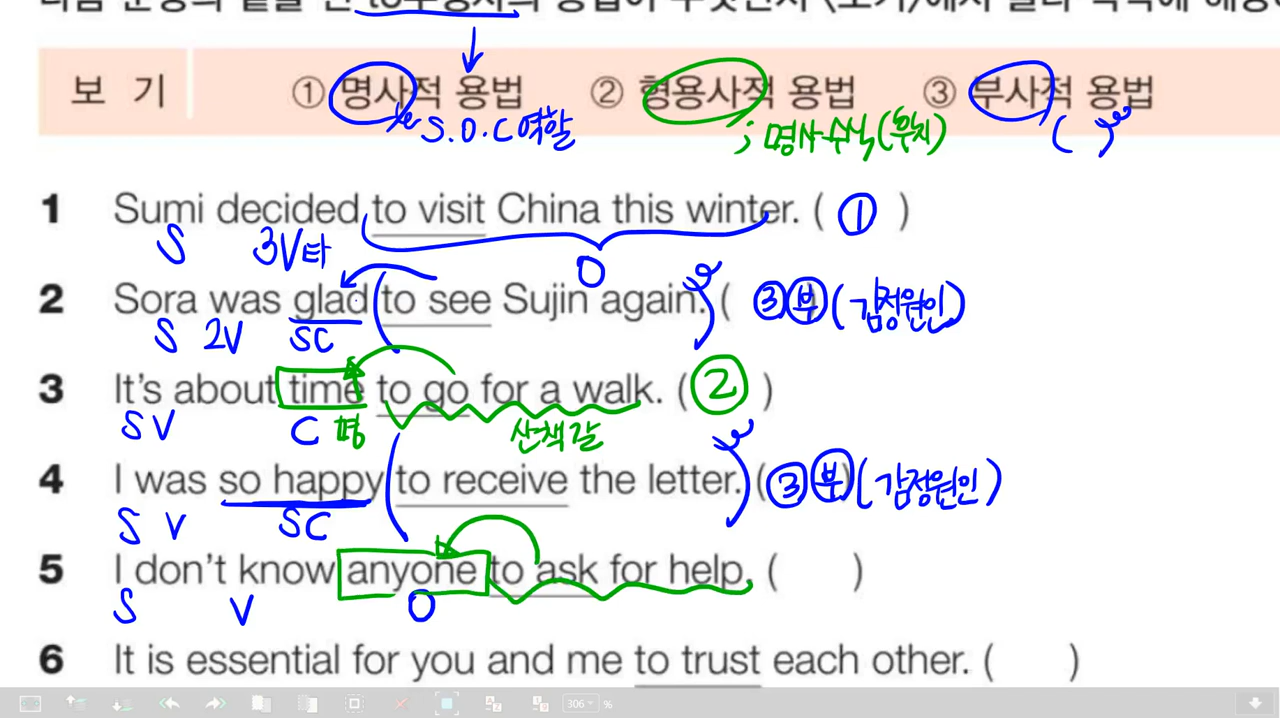 보 기 ① 명사적 용법 ② 형용사적 용법 ③ 부사적 용법
S.O.C 역할 ; 명사 수식(후치) ( )
1 Sumi decided to visit China this winter. ( ① )
S 3V타 O
2 Sora was glad to see Sujin again. ( ③ 부 (감정원인)
S 2V SC
3 It's about time to go for a walk. ( ② )
S V C 명 산책갈
4 I was so happy to receive the letter. ( ③ 부 ) (감정원인)
S V SC
5 I don't know anyone to ask for help. ( )
S V O
6 It is essential for you and me to trust each other. ( )
306 %